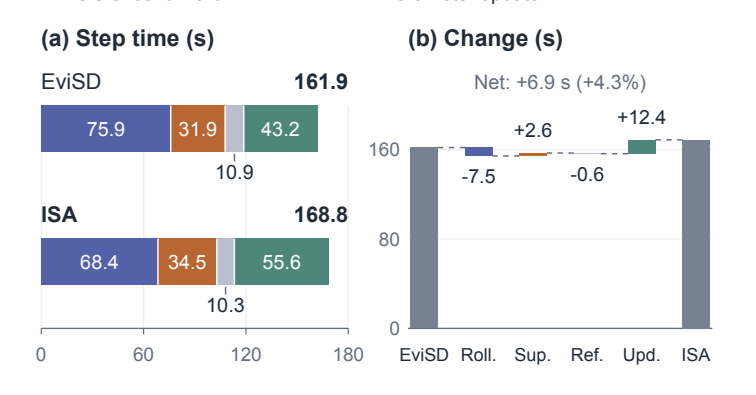 (a) Step time (s)
EviSD 161.9
75.9 31.9 43.2
10.9
ISA 168.8
68.4 34.5 55.6
10.3
0 60 120 180
(b) Change (s)
Net: +6.9 s (+4.3%)
+12.4
+2.6
160
-7.5 -0.6
80
0
EviSD Roll. Sup. Ref. Upd. ISA